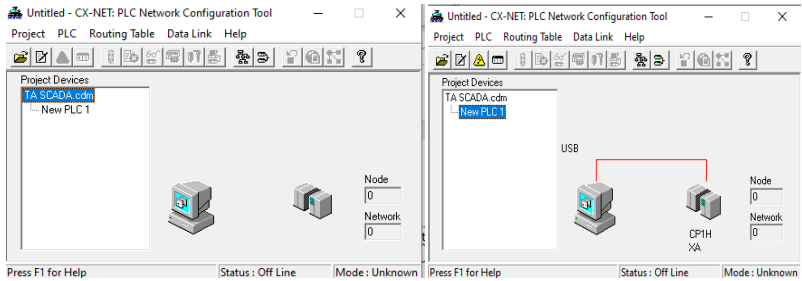 Untitled - CX-NET: PLC Network Configuration Tool
Project PLC Routing Table Data Link Help
Project Devices
TA SCADA.cdm
New PLC 1
Node
0
Network
0
Press F1 for Help Status : Off Line Mode : Unknown
Untitled - CX-NET: PLC Network Configuration Tool
Project PLC Routing Table Data Link Help
Project Devices
TA SCADA.cdm
New PLC 1
USB
Node
0
Network
0
CP1H
XA
Press F1 for Help Status : Off Line Mode : Unknown